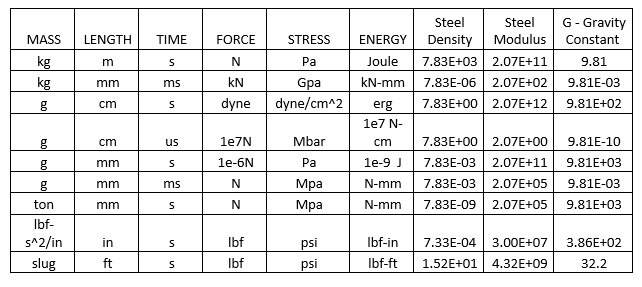 MASS LENGTH TIME FORCE STRESS ENERGY Steel Density Steel Modulus G - Gravity Constant
kg m s N Pa Joule 7.83E+03 2.07E+11 9.81
kg mm ms kN Gpa kN-mm 7.83E-06 2.07E+02 9.81E-03
g cm s dyne dyne/cm^2 erg 7.83E+00 2.07E+12 9.81E+02
g cm us 1e7N Mbar 1e7 N-cm 7.83E+00 2.07E+00 9.81E-10
g mm s 1e-6N Pa 1e-9 J 7.83E-03 2.07E+11 9.81E+03
g mm ms N Mpa N-mm 7.83E-03 2.07E+05 9.81E-03
ton mm s N Mpa N-mm 7.83E-09 2.07E+05 9.81E+03
lbf-s^2/in in s lbf psi lbf-in 7.33E-04 3.00E+07 3.86E+02
slug ft s lbf psi lbf-ft 1.52E+01 4.32E+09 32.2